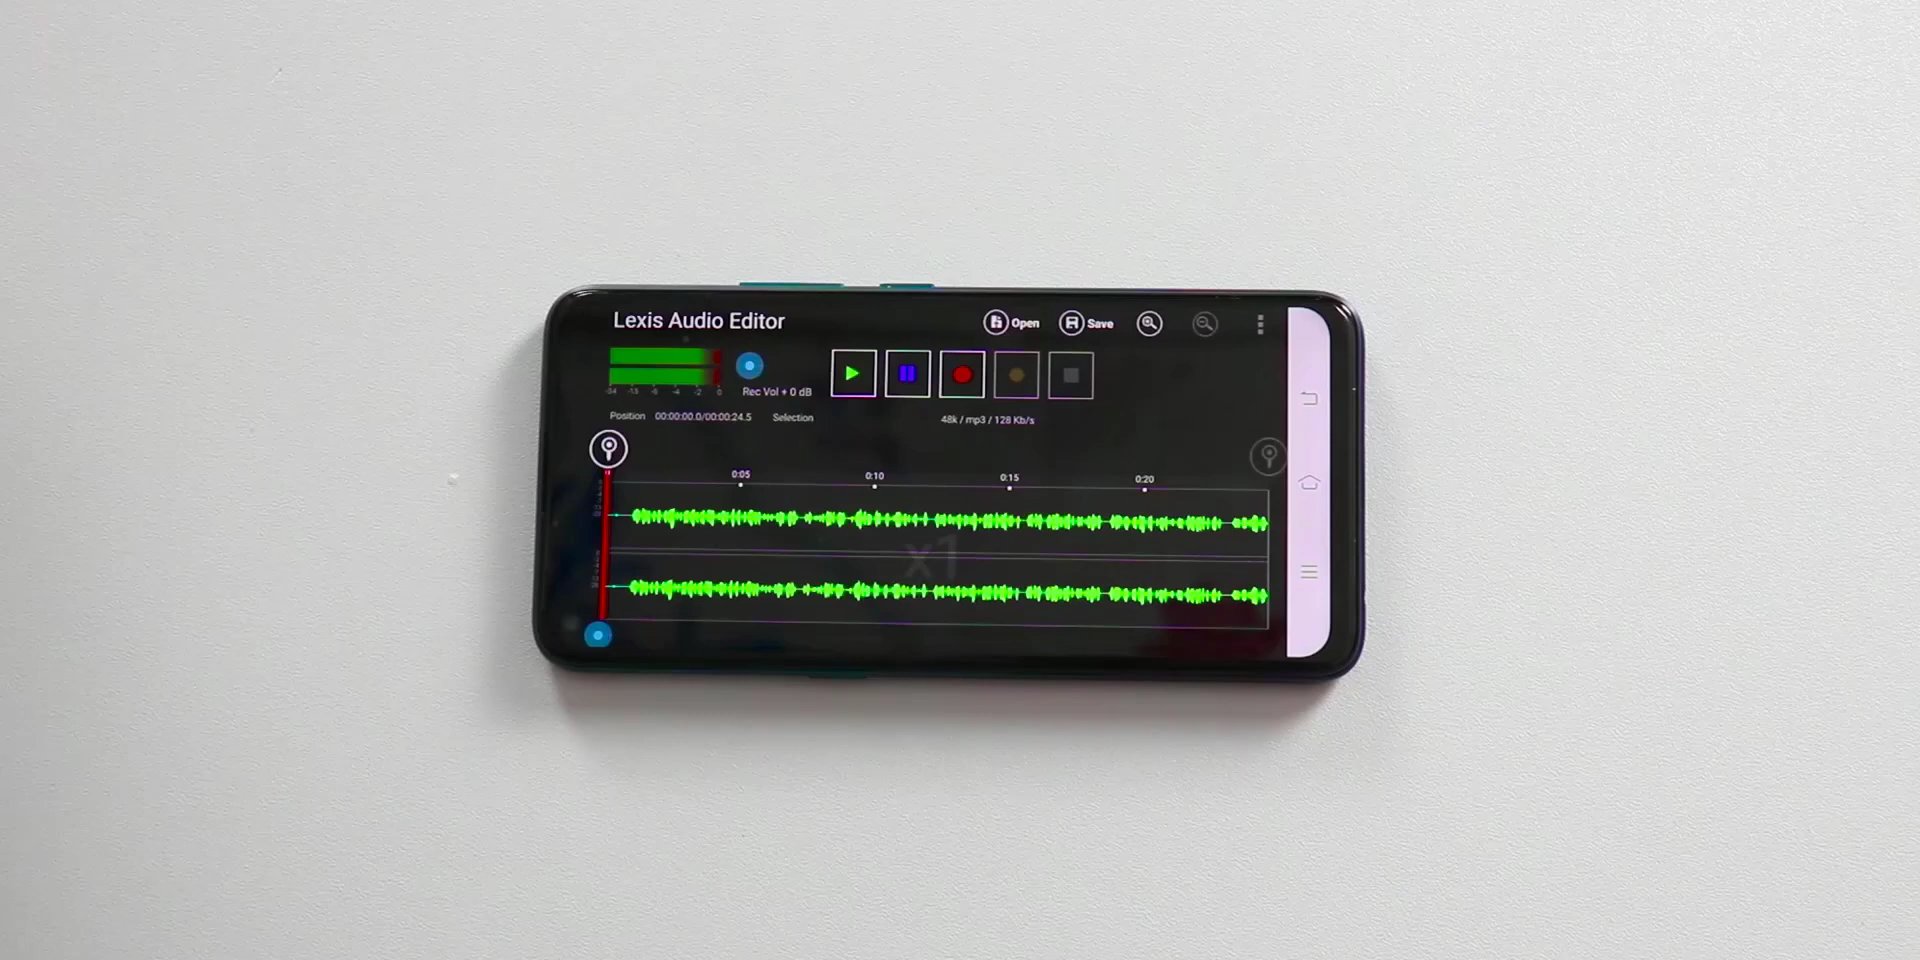 Lexis Audio Editor
Open
Save
Rec Vol + 0 dB
Position 00:00:00.0/00:00:24.5 Selection
48k / mp3 / 128 Kb/s
0:05 0:10 0:15 0:20
x1